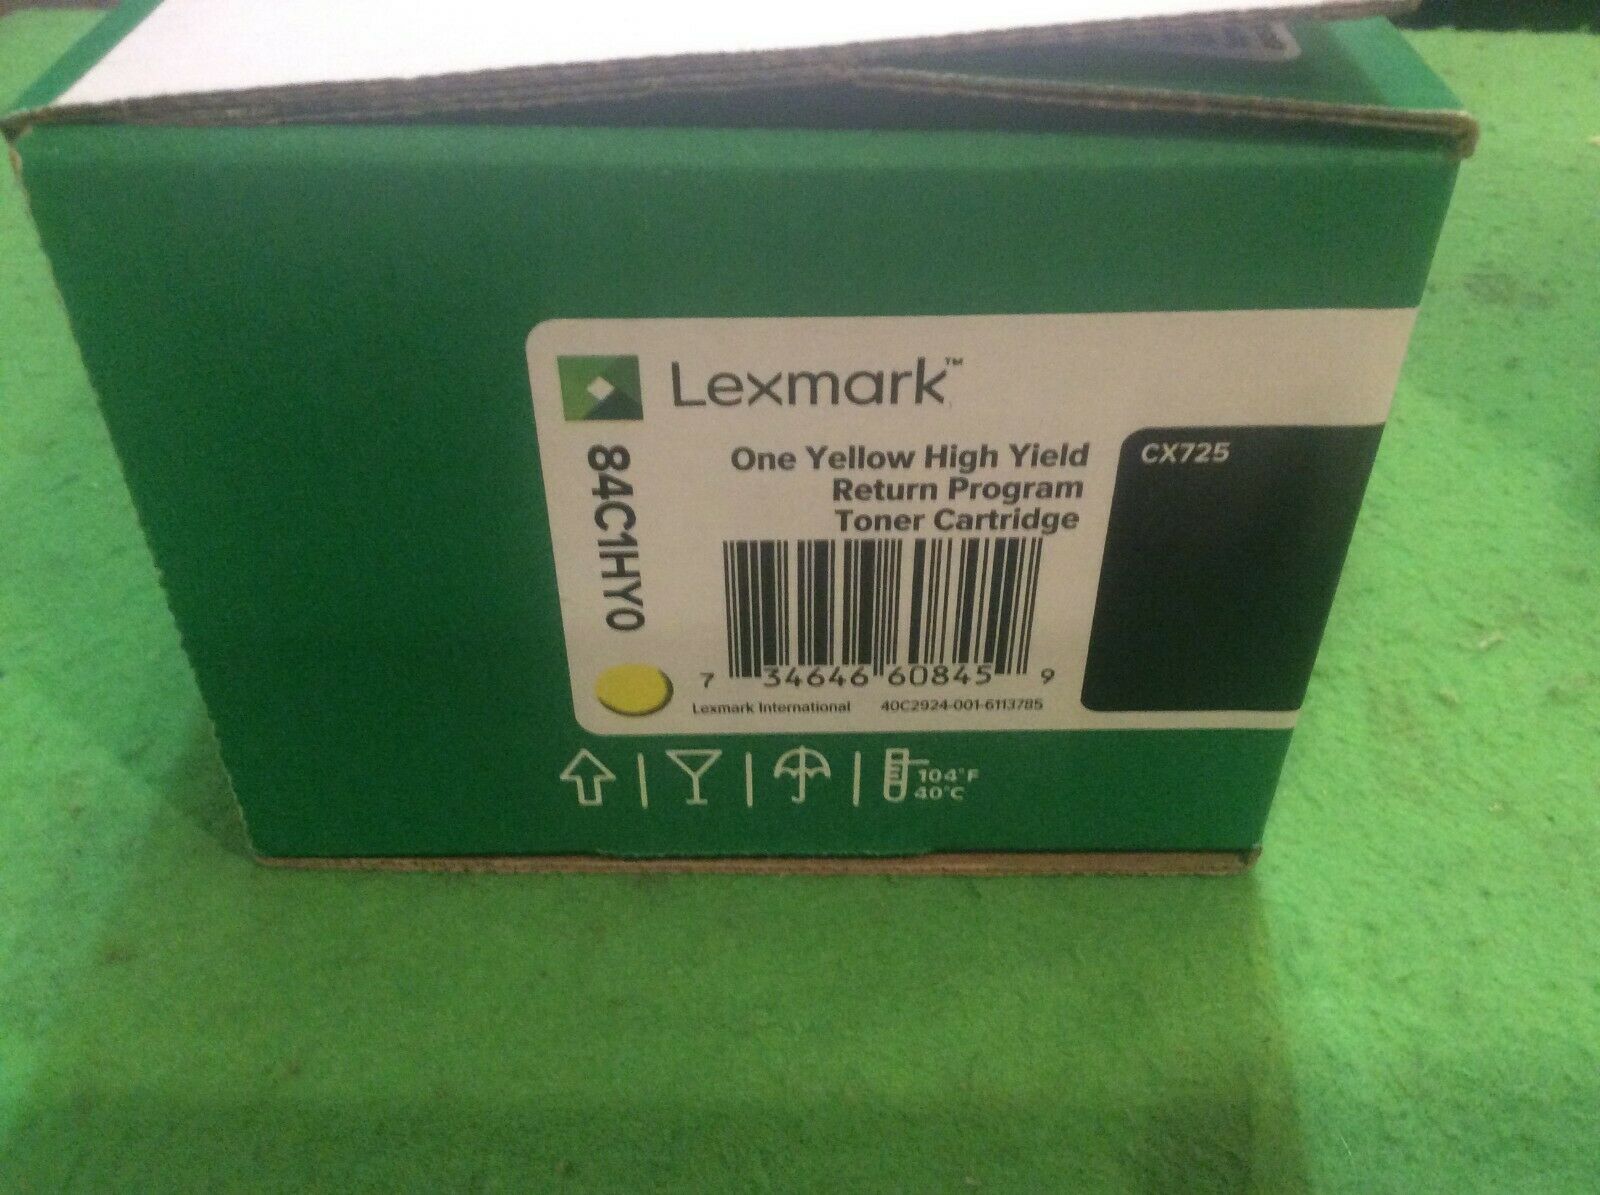 Lexmark™
84C1HY0
One Yellow High Yield
Return Program
Toner Cartridge
CX725
7 34646 60845 9
Lexmark International 40C2924-001-6113785
104°F
40°C